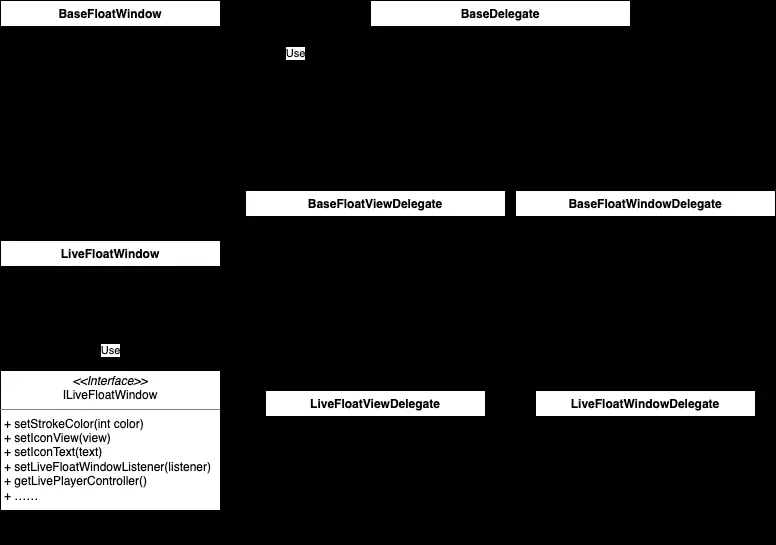 BaseFloatWindow
BaseDelegate
Use
BaseFloatViewDelegate
BaseFloatWindowDelegate
LiveFloatWindow
Use
<<Interface>>
ILiveFloatWindow
+ setStrokeColor(int color)
+ setIconView(view)
+ setIconText(text)
+ setLiveFloatWindowListener(listener)
+ getLivePlayerController()
+ ......
LiveFloatViewDelegate
LiveFloatWindowDelegate